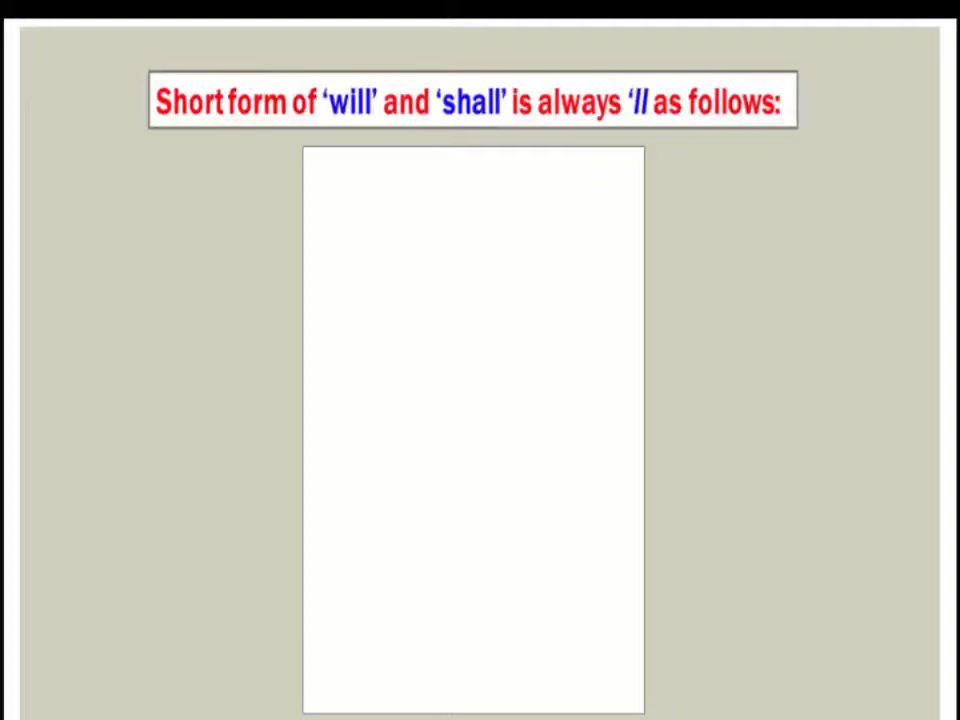 Short form of ‘will’ and ‘shall’ is always ‘ll as follows: